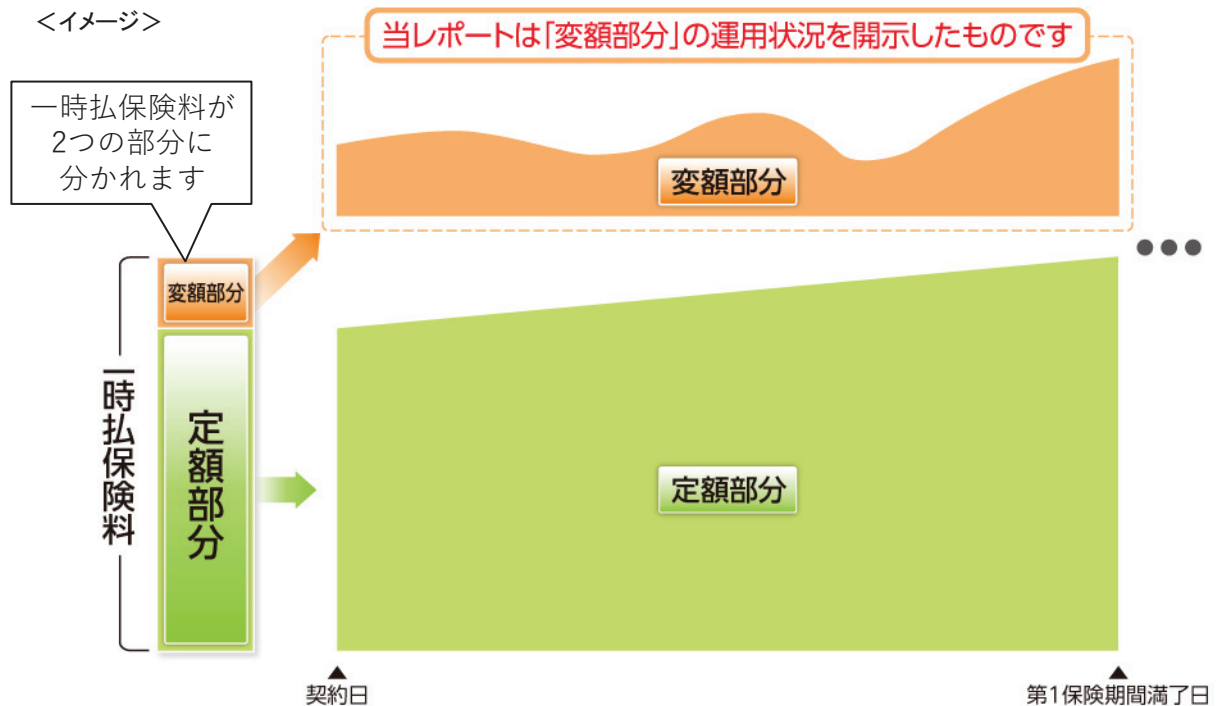 <イメージ>
当レポートは「変額部分」の運用状況を開示したものです
一時払保険料が
2つの部分に
分かれます
変額部分
変額部分
一時払保険料
定額部分
定額部分
契約日
第1保険期間満了日